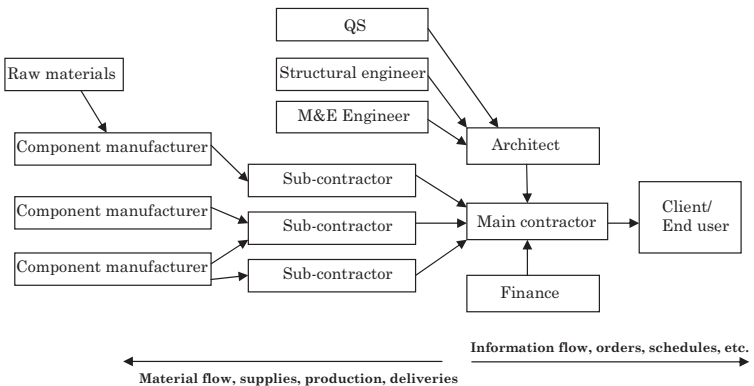 QS
Structural engineer
M&E Engineer
Raw materials
Component manufacturer
Component manufacturer
Component manufacturer
Sub-contractor
Sub-contractor
Sub-contractor
Architect
Main contractor
Finance
Client/
End user
Information flow, orders, schedules, etc.
Material flow, supplies, production, deliveries